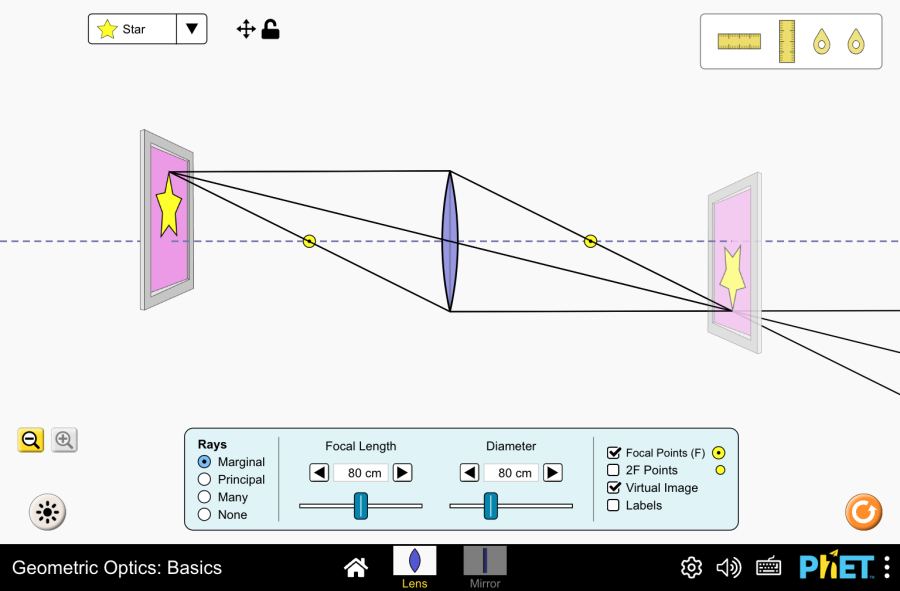 Star
Rays
Marginal
Principal
Many
None
Focal Length
80 cm
Diameter
80 cm
Focal Points (F)
2F Points
Virtual Image
Labels
Geometric Optics: Basics
Lens
Mirror
PhET